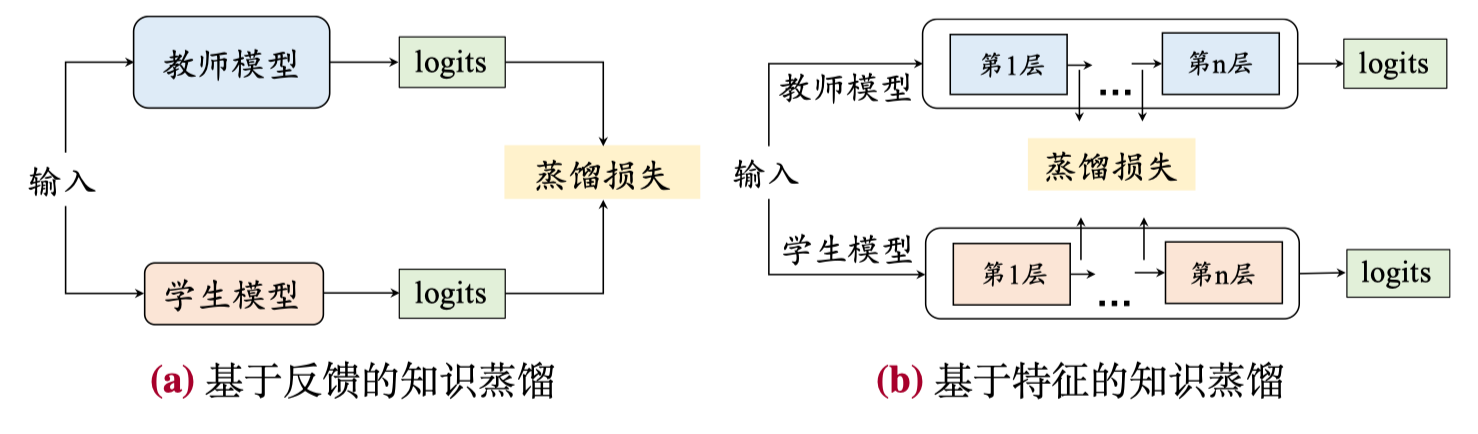 教师模型
logits
输入
蒸馏损失
学生模型
logits
(a) 基于反馈的知识蒸馏
教师模型
第1层
...
第n层
logits
输入
蒸馏损失
学生模型
第1层
...
第n层
logits
(b) 基于特征的知识蒸馏